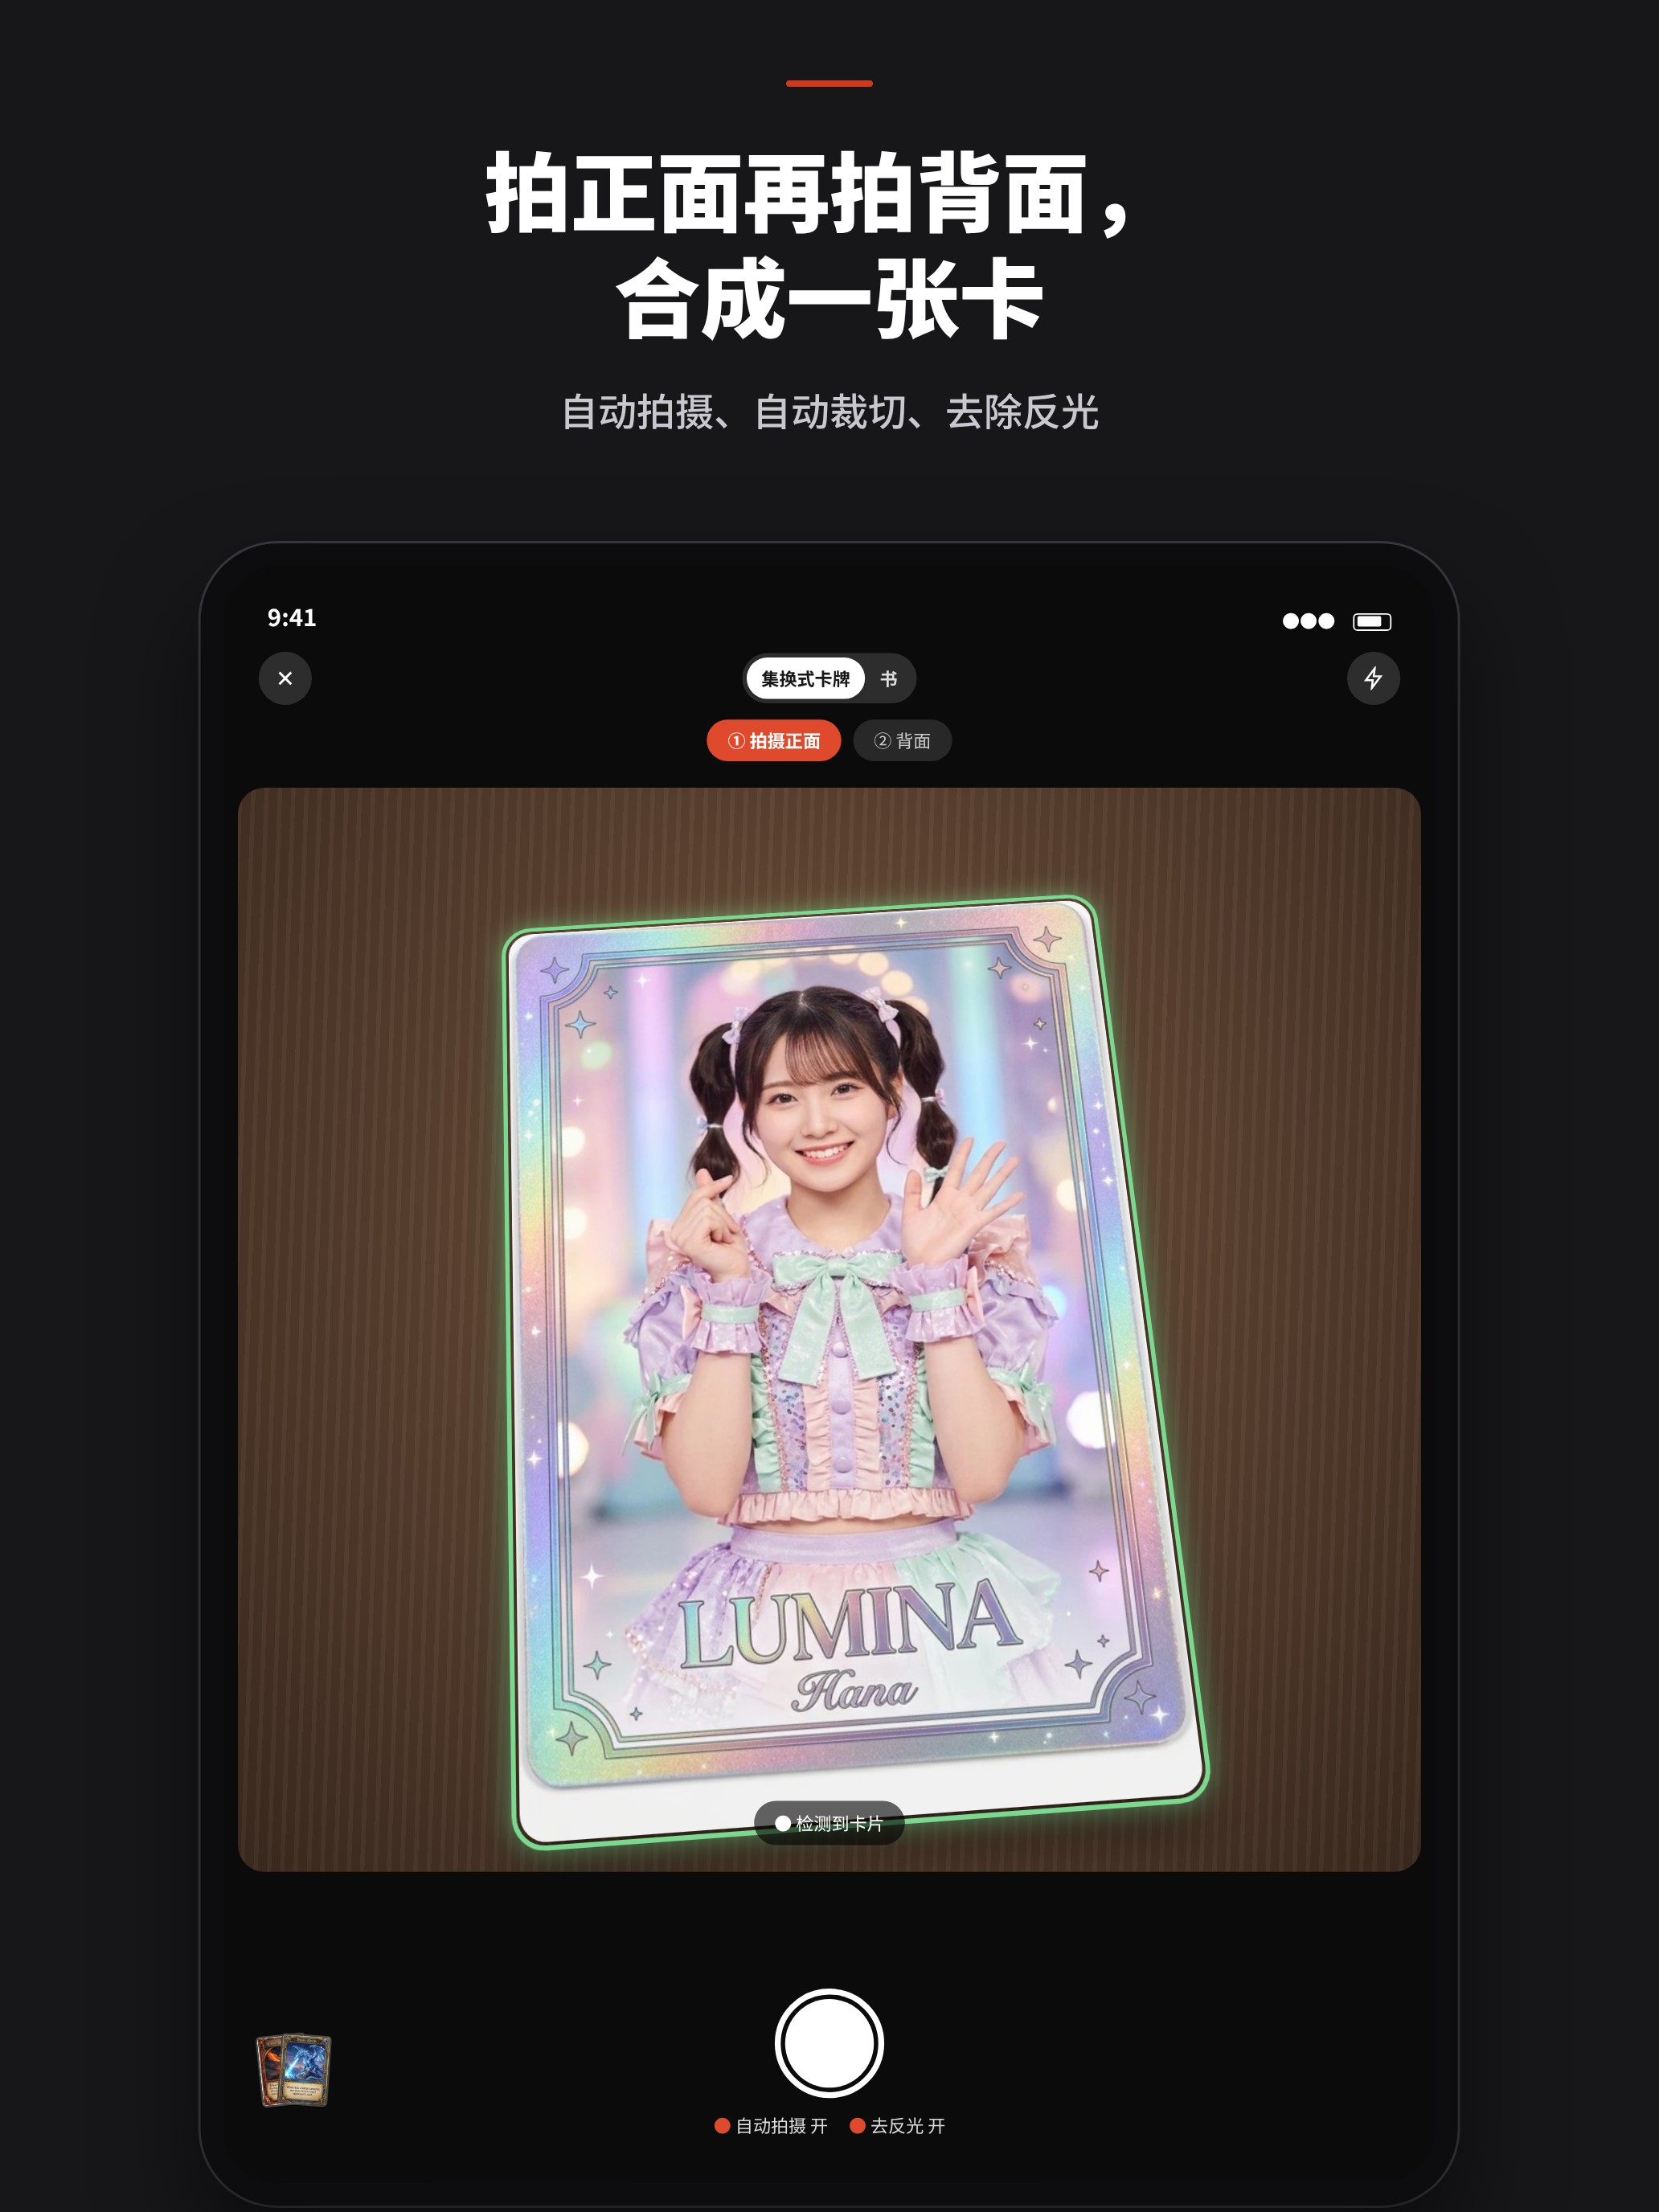 拍正面再拍背面，
合成一张卡
自动拍摄、自动裁切、去除反光
9:41
集换式卡牌 书
① 拍摄正面 ② 背面
LUMINA
Hana
检测到卡片
自动拍摄 开 去反光 开